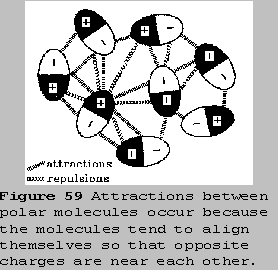 attractions
repulsions
Figure 59 Attractions between
polar molecules occur because
the molecules tend to align
themselves so that opposite
charges are near each other.